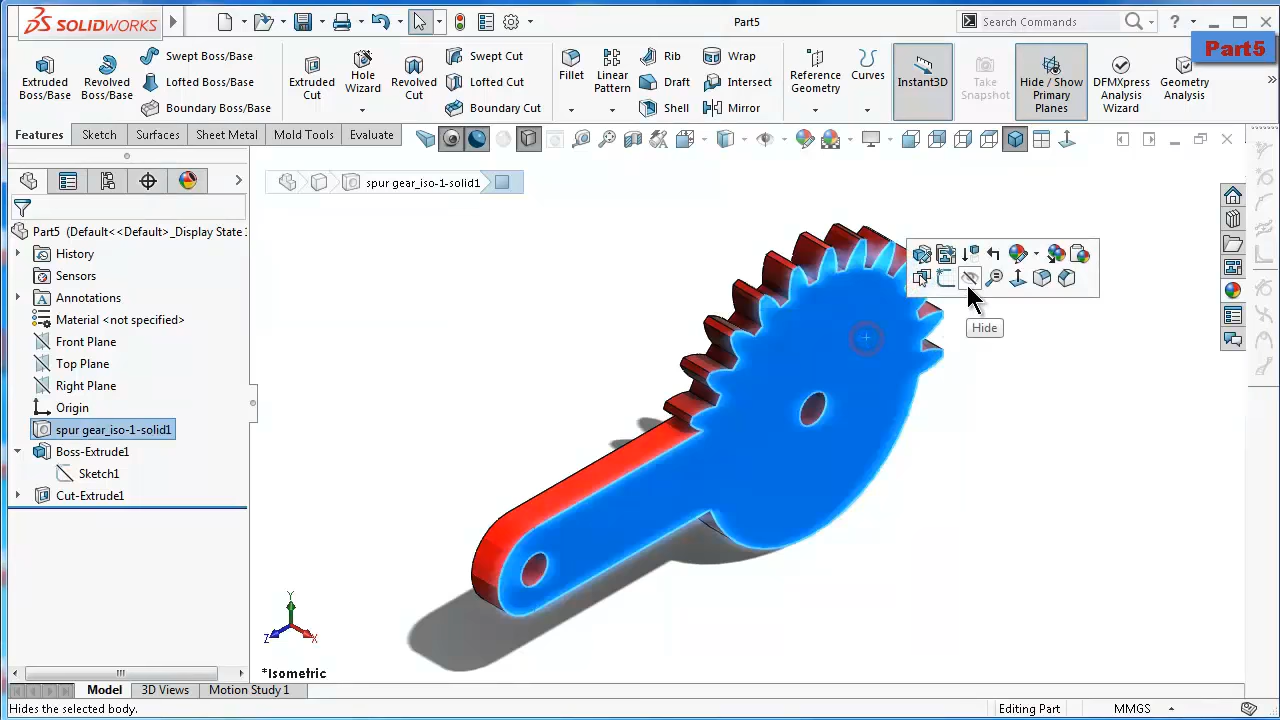 SOLIDWORKS
Part5
Search Commands
?
Part5
Extruded Boss/Base
Revolved Boss/Base
Swept Boss/Base
Lofted Boss/Base
Boundary Boss/Base
Extruded Cut
Hole Wizard
Revolved Cut
Swept Cut
Lofted Cut
Boundary Cut
Fillet
Linear Pattern
Rib
Draft
Shell
Wrap
Intersect
Mirror
Reference Geometry
Curves
Instant3D
Take Snapshot
Hide / Show Primary Planes
DFMXpress Analysis Wizard
Geometry Analysis
Features
Sketch
Surfaces
Sheet Metal
Mold Tools
Evaluate
spur gear_iso-1-solid1
Part5 (Default<<Default>_Display State
History
Sensors
Annotations
Material <not specified>
Front Plane
Top Plane
Right Plane
Origin
spur gear_iso-1-solid1
Boss-Extrude1
Sketch1
Cut-Extrude1
Hide
Y
Z
X
*Isometric
Model
3D Views
Motion Study 1
Hides the selected body.
Editing Part
MMGS